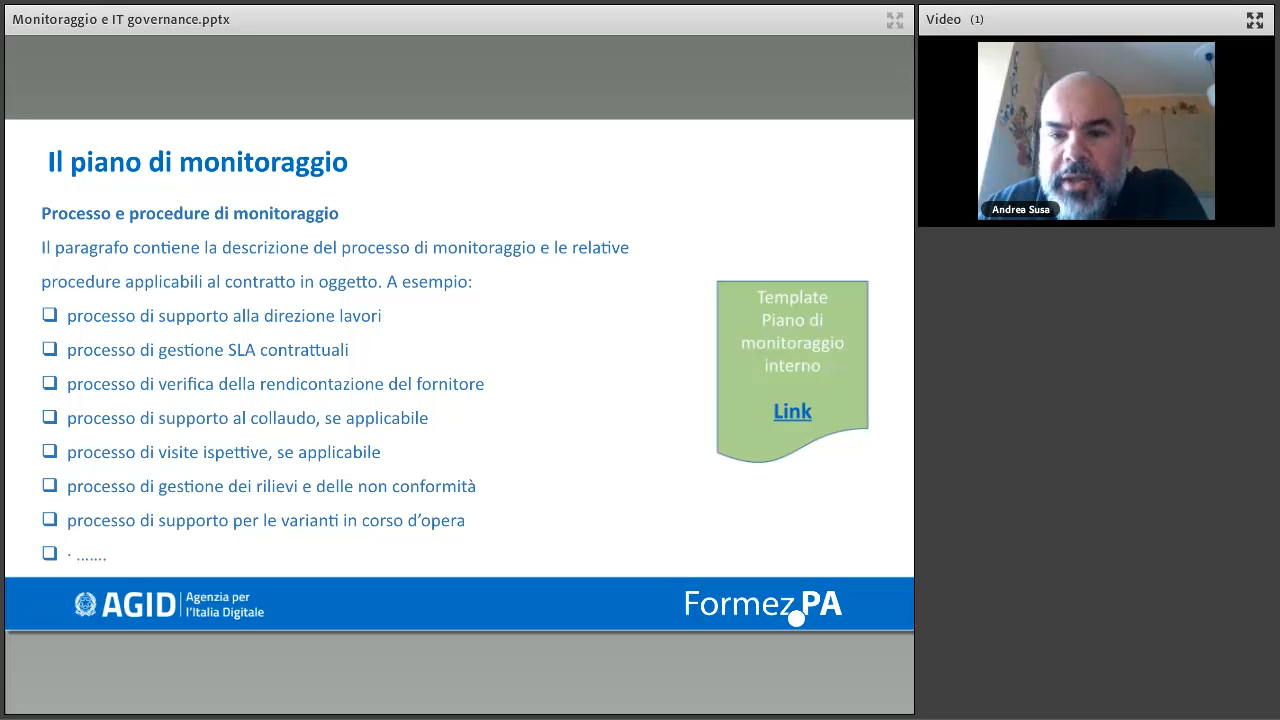 Monitoraggio e IT governance.pptx
Video (1)
Andrea Susa
Il piano di monitoraggio
Processo e procedure di monitoraggio
Il paragrafo contiene la descrizione del processo di monitoraggio e le relative
procedure applicabili al contratto in oggetto. A esempio:
❑ processo di supporto alla direzione lavori
❑ processo di gestione SLA contrattuali
❑ processo di verifica della rendicontazione del fornitore
❑ processo di supporto al collaudo, se applicabile
❑ processo di visite ispettive, se applicabile
❑ processo di gestione dei rilievi e delle non conformità
❑ processo di supporto per le varianti in corso d’opera
❑ · .......
Template
Piano di
monitoraggio
interno
Link
AGID
Agenzia per
l’Italia Digitale
Formez PA